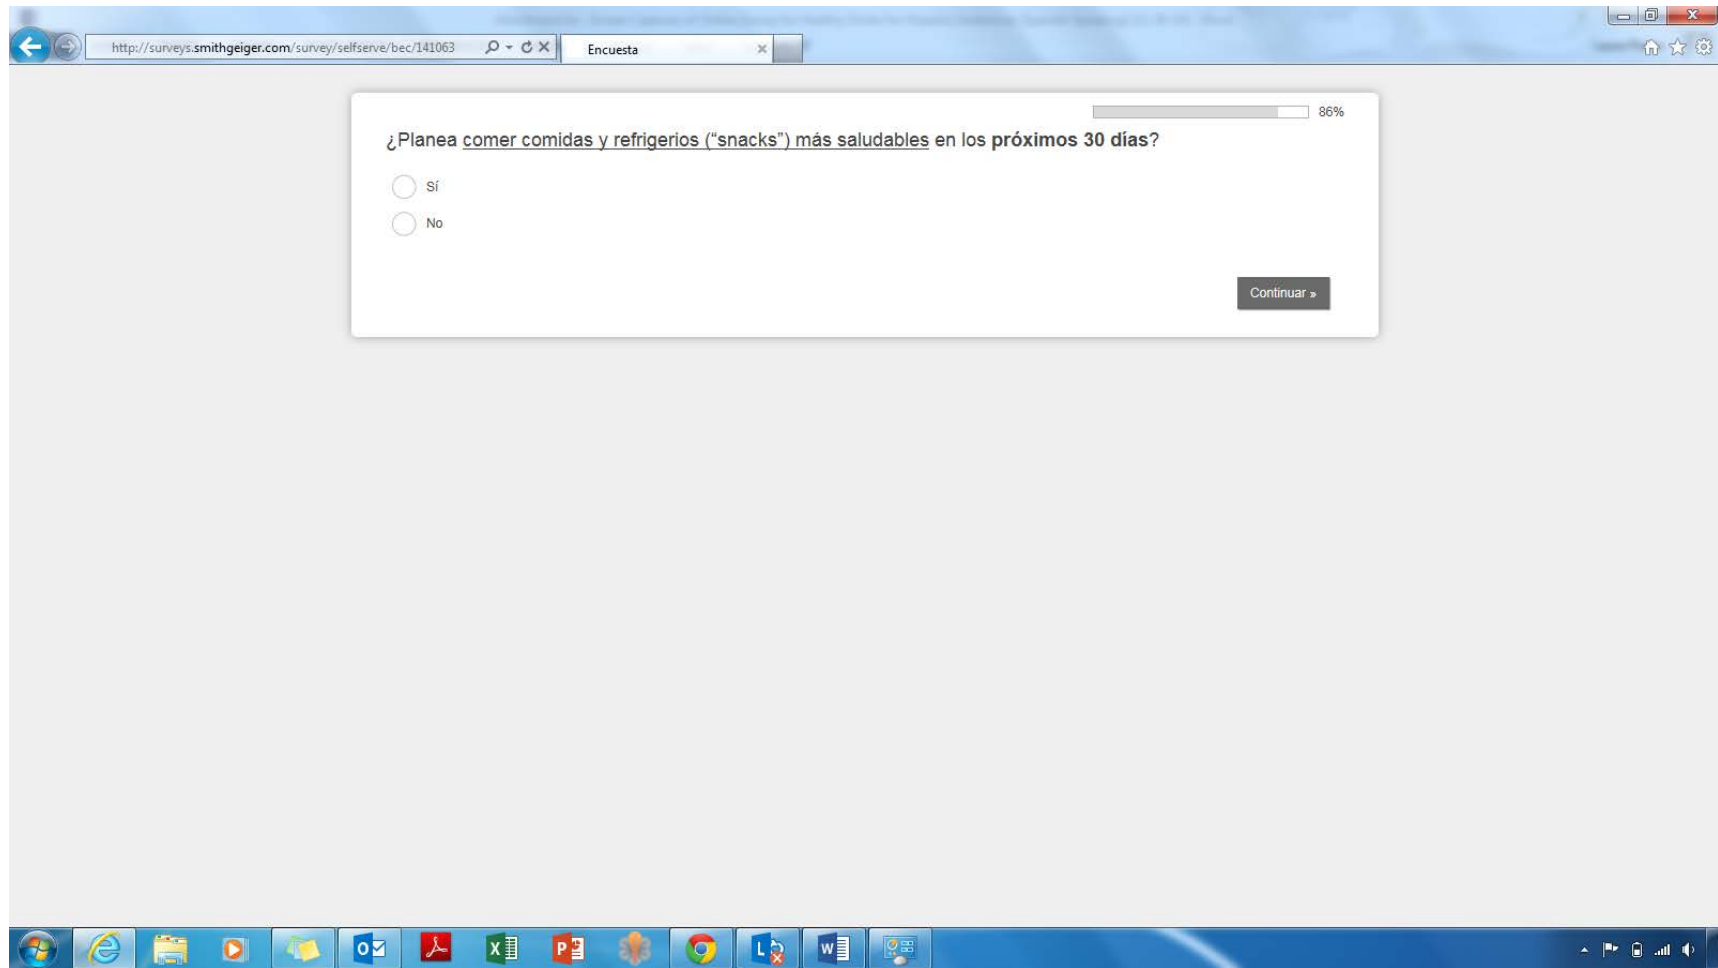 http://surveys.smithgeiger.com/survey/selfserve/bec/141063
Encuesta
86%
¿Planea comer comidas y refrigerios (“snacks”) más saludables en los próximos 30 días?
Sí
No
Continuar »